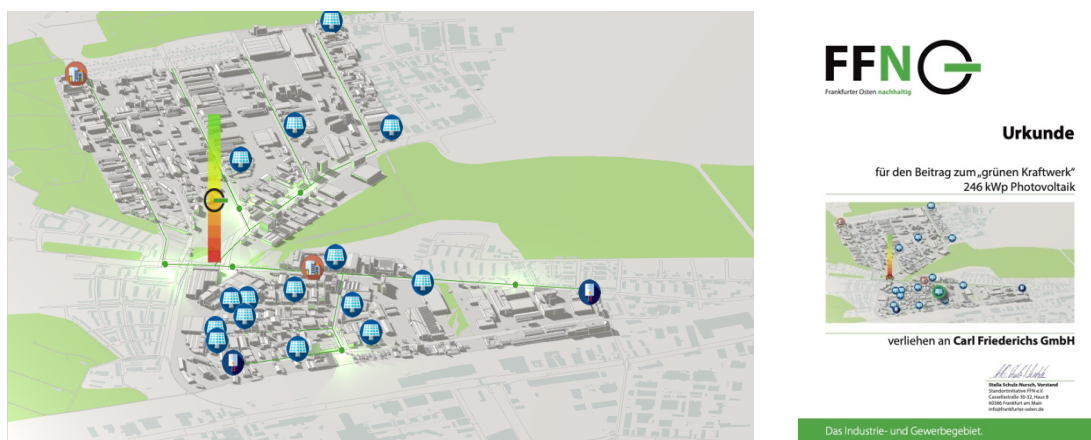 FFN
Frankfurter Osten nachhaltig
Urkunde
für den Beitrag zum „grünen Kraftwerk“
246 kWp Photovoltaik
verliehen an Carl Friederichs GmbH
Stella Schulz-Nurtsch, Vorstand
Standortinitiative FFN e.V.
Cassellastraße 30-32, Haus B
60386 Frankfurt am Main
info@frankfurter-osten.de
Das Industrie- und Gewerbegebiet.